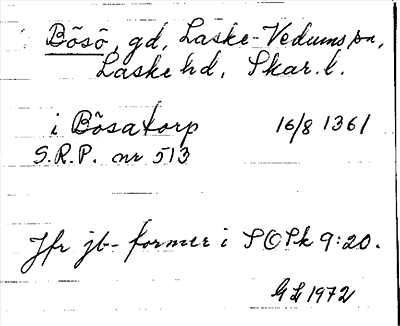 Bösö, gd, Laske-Vedums sn,
Laske hd, Skar. l.
i Bösatorp 16/8 1361
S.R.P. nr 513
Jfr jb-former i SOSk 9:20.
GL 1972